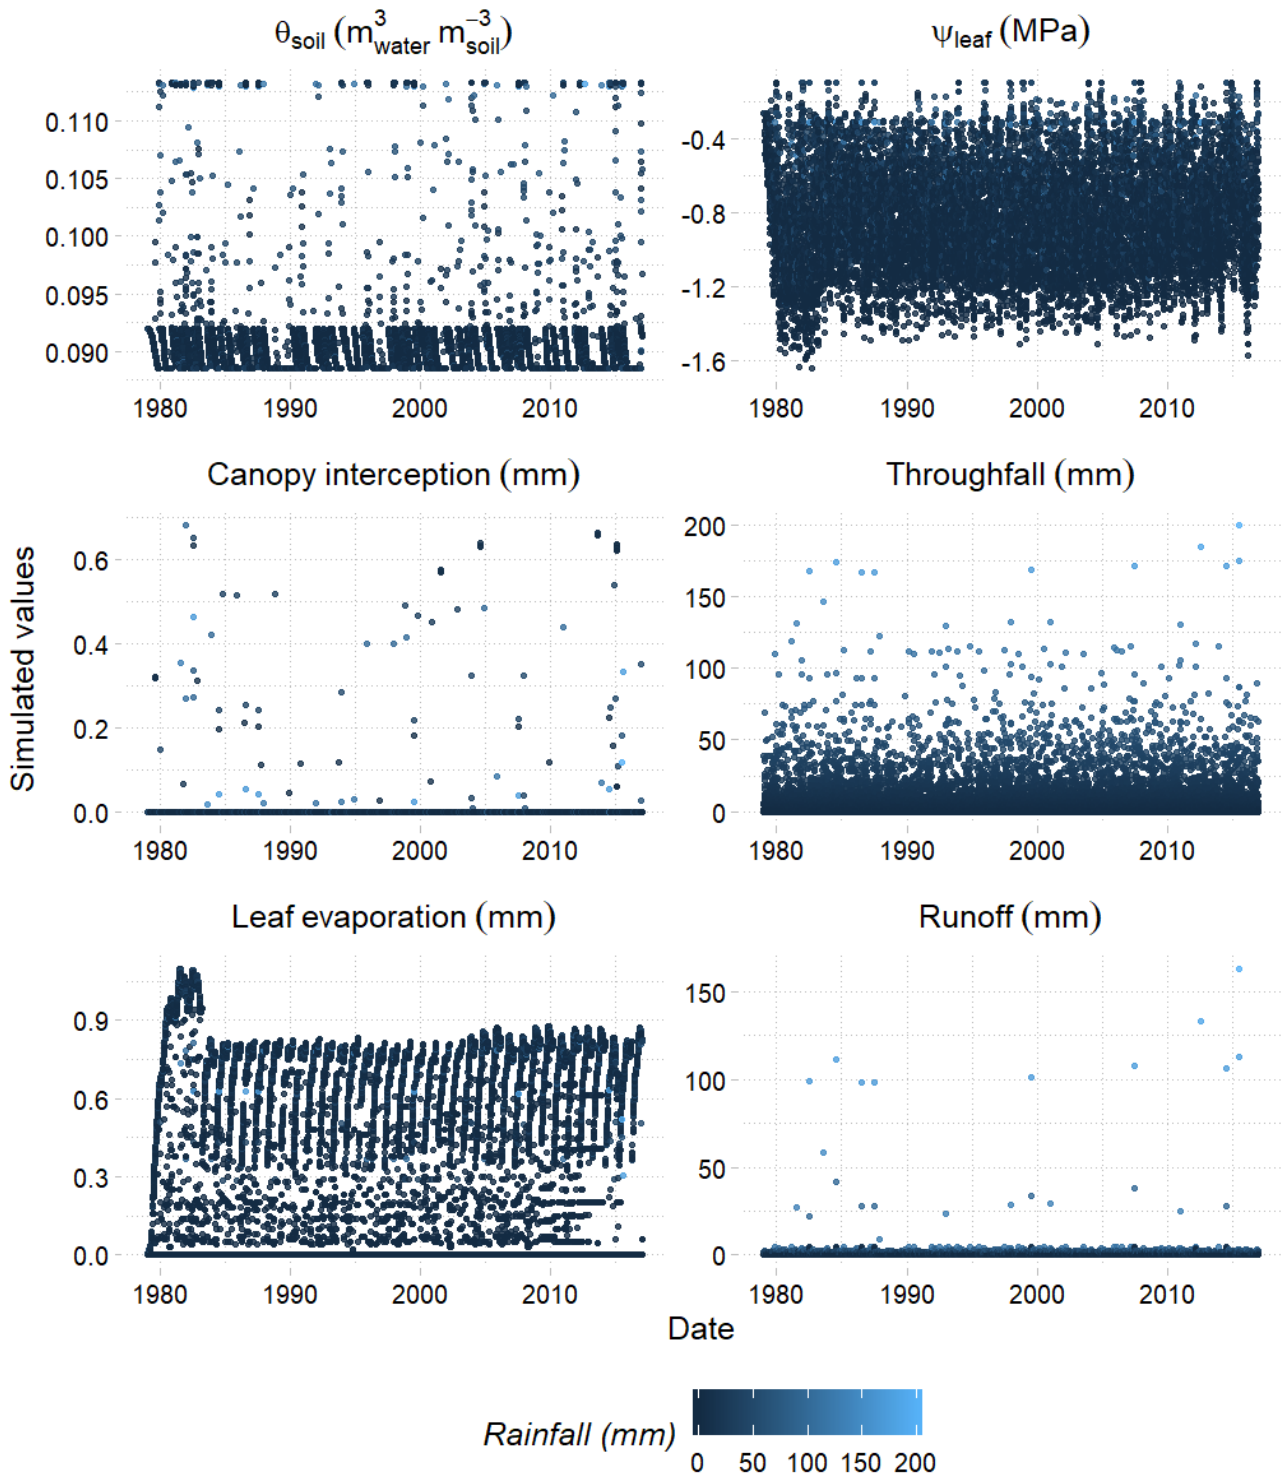 θsoil (m³water m⁻³soil)
ψleaf (MPa)
0.110
0.105
0.100
0.095
0.090
1980 1990 2000 2010
-0.4
-0.8
-1.2
-1.6
1980 1990 2000 2010
Canopy interception (mm)
Throughfall (mm)
Simulated values
0.6
0.4
0.2
0.0
1980 1990 2000 2010
200
150
100
50
0
1980 1990 2000 2010
Leaf evaporation (mm)
Runoff (mm)
0.9
0.6
0.3
0.0
1980 1990 2000 2010
150
100
50
0
1980 1990 2000 2010
Date
Rainfall (mm)
0 50 100 150 200